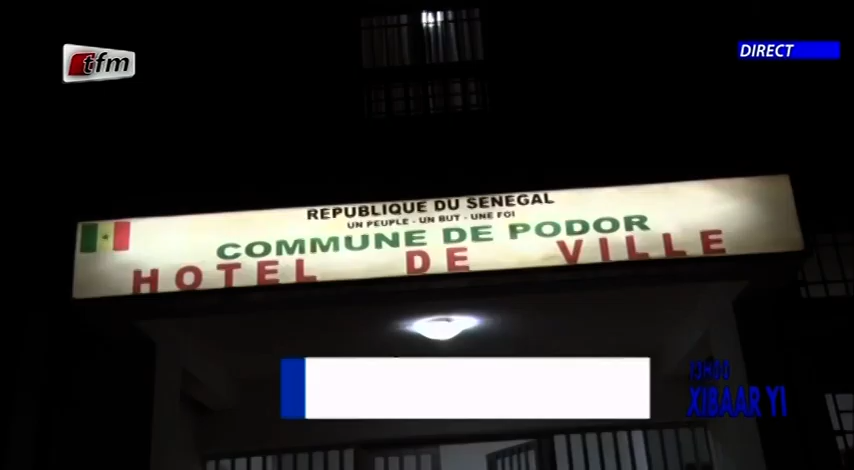 tfm
DIRECT
REPUBLIQUE DU SENEGAL
UN PEUPLE - UN BUT - UNE FOI
COMMUNE DE PODOR
HOTEL DE VILLE
XIBAAR YI